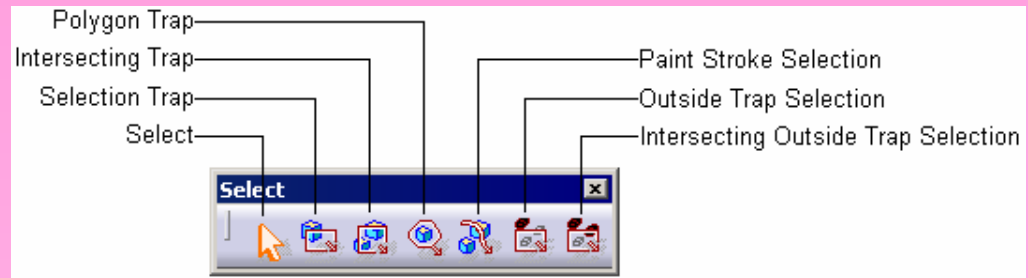 Polygon Trap
Intersecting Trap
Selection Trap
Select
Paint Stroke Selection
Outside Trap Selection
Intersecting Outside Trap Selection
Select